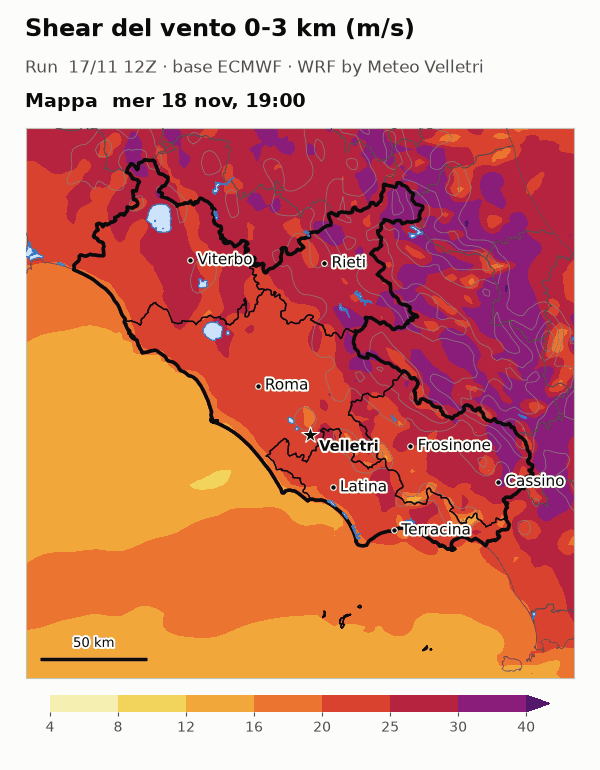 Shear del vento 0-3 km (m/s)
Run  17/11 12Z · base ECMWF · WRF by Meteo Velletri
Mappa  mer 18 nov, 19:00
Viterbo
Rieti
Roma
Velletri
Frosinone
Cassino
Latina
Terracina
50 km
4 8 12 16 20 25 30 40